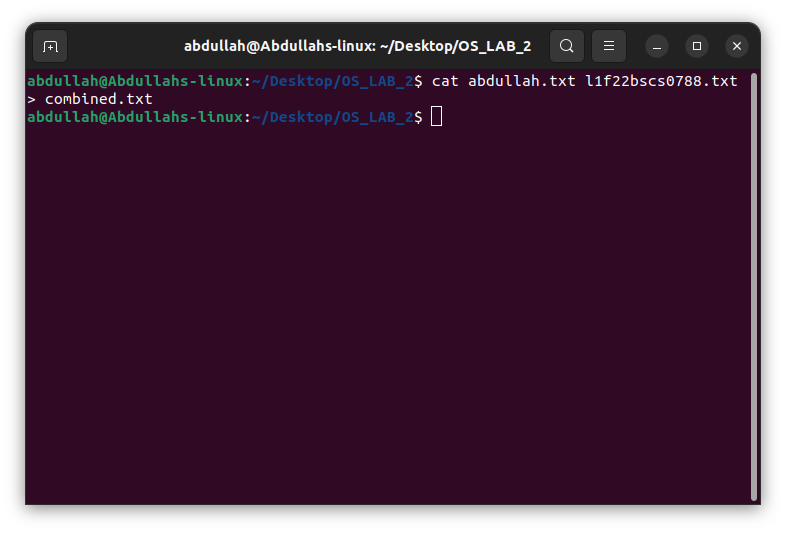 abdullah@Abdullahs-linux: ~/Desktop/OS_LAB_2
abdullah@Abdullahs-linux:~/Desktop/OS_LAB_2$ cat abdullah.txt l1f22bscs0788.txt
> combined.txt
abdullah@Abdullahs-linux:~/Desktop/OS_LAB_2$